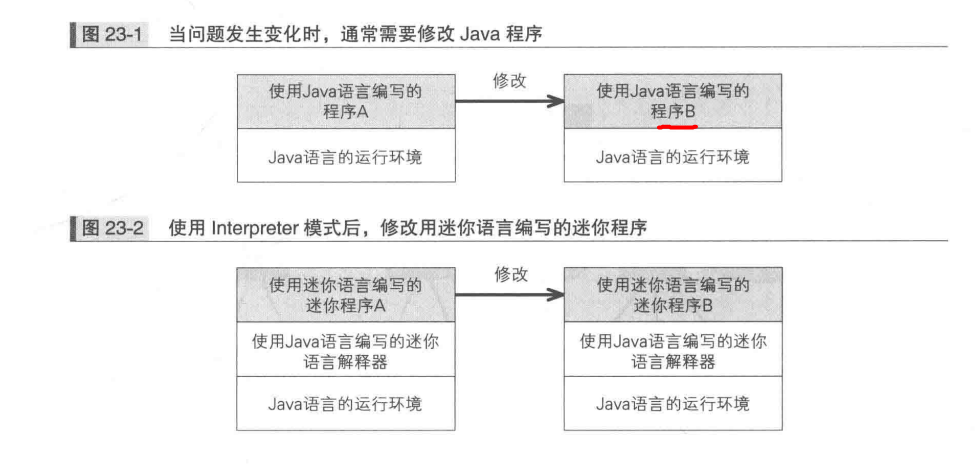 图 23-1 当问题发生变化时，通常需要修改 Java 程序
使用Java语言编写的
程序A
Java语言的运行环境
修改
使用Java语言编写的
程序B
Java语言的运行环境
图 23-2 使用 Interpreter 模式后，修改用迷你语言编写的迷你程序
使用迷你语言编写的
迷你程序A
使用Java语言编写的迷你
语言解释器
Java语言的运行环境
修改
使用迷你语言编写的
迷你程序B
使用Java语言编写的迷你
语言解释器
Java语言的运行环境